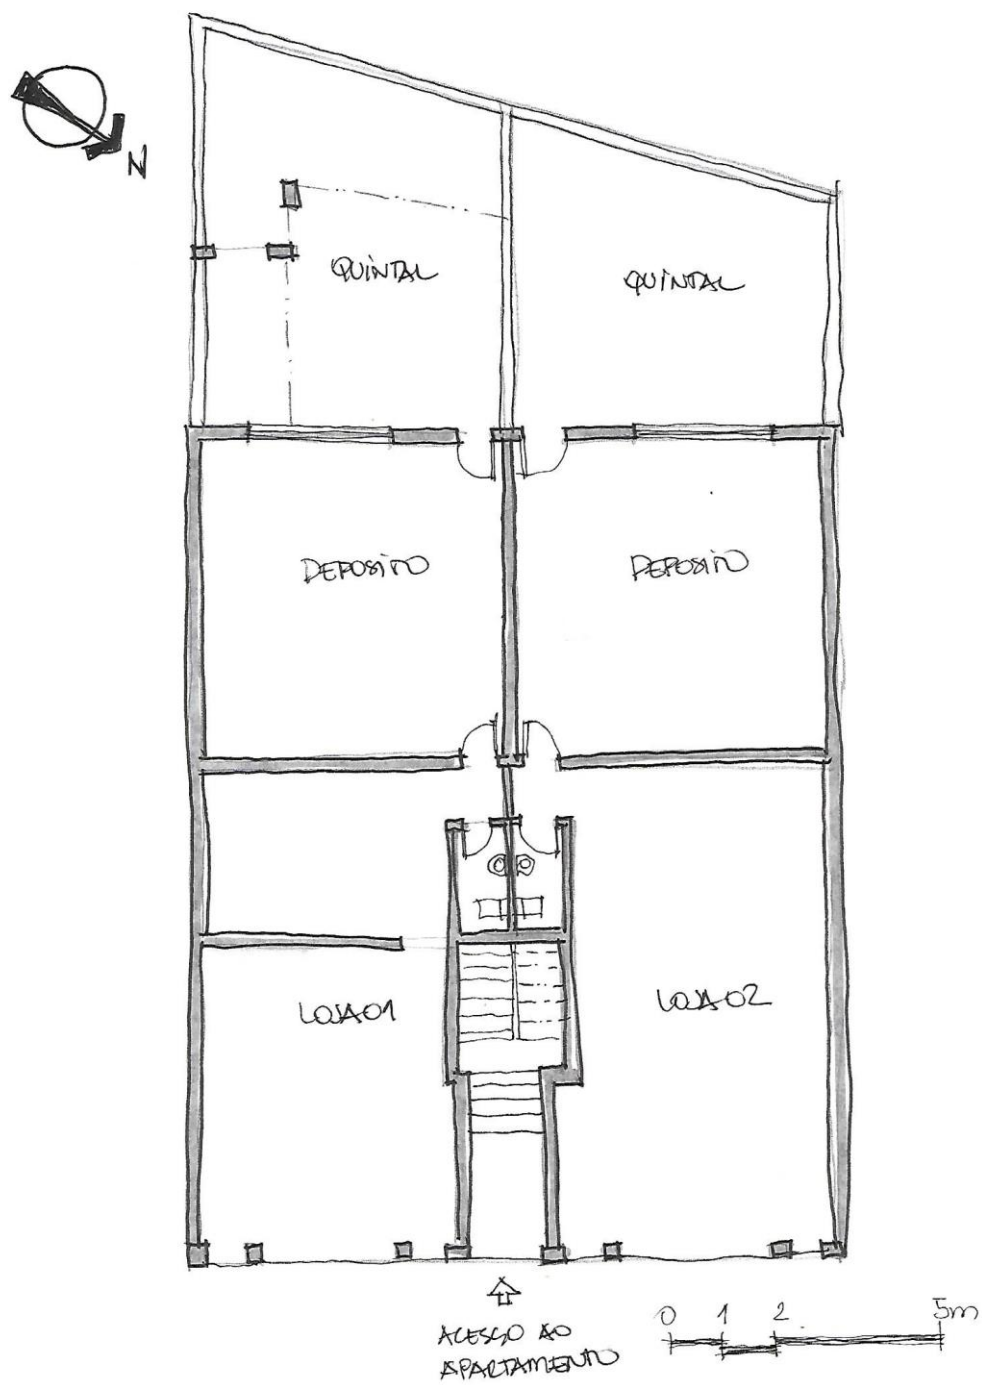 N
QUINTAL
QUINTAL
DEPOSITO
DEPOSITO
LOJA 01
LOJA 02
ACESSO AO
APARTAMENTO
0 1 2 5m